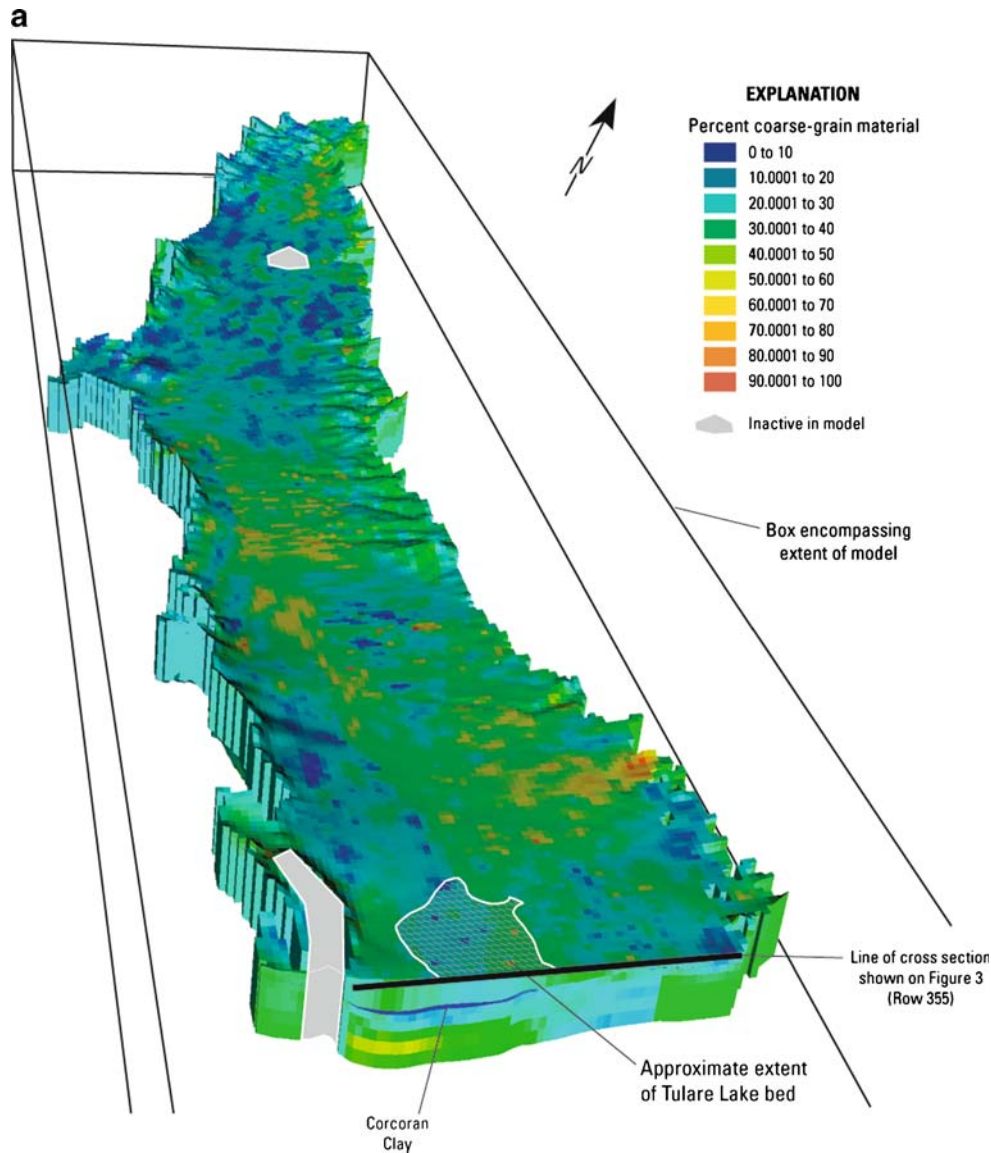 a
EXPLANATION
Percent coarse-grain material
0 to 10
10.0001 to 20
20.0001 to 30
30.0001 to 40
40.0001 to 50
50.0001 to 60
60.0001 to 70
70.0001 to 80
80.0001 to 90
90.0001 to 100
Inactive in model
N
Box encompassing
extent of model
Line of cross section
shown on Figure 3
(Row 355)
Approximate extent
of Tulare Lake bed
Corcoran
Clay